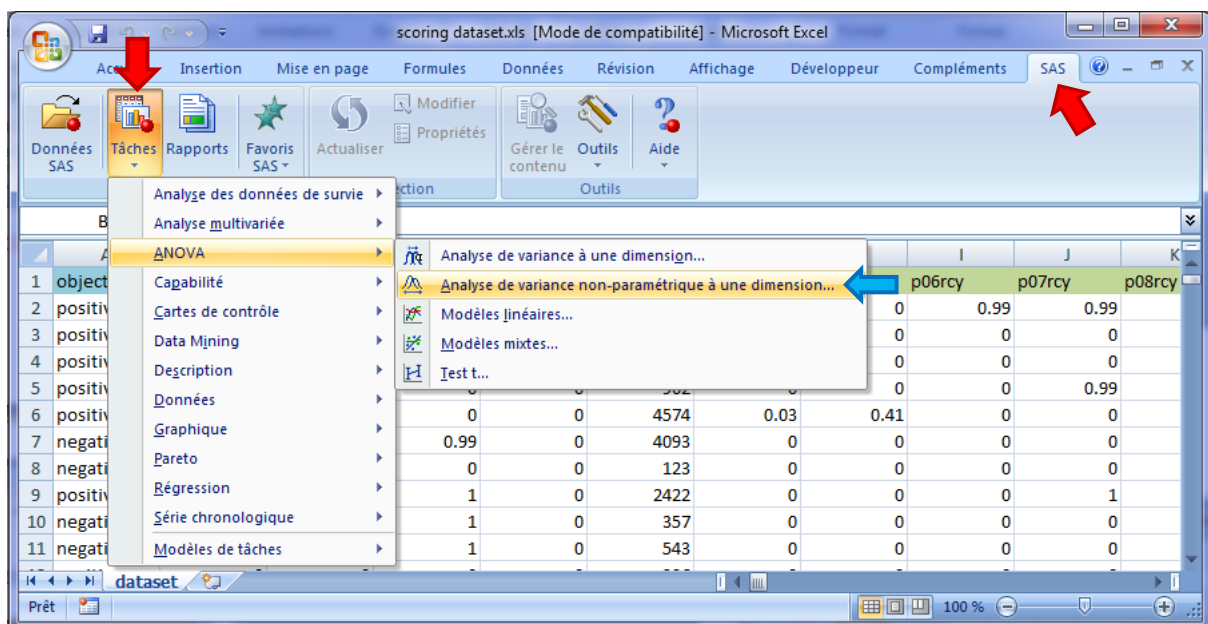 scoring dataset.xls [Mode de compatibilité] - Microsoft Excel
Insertion Mise en page Formules Données Révision Affichage Développeur Compléments SAS
Données SAS Tâches Rapports Favoris SAS Actualiser Modifier Propriétés Gérer le contenu Outils Aide
Outils
Analyse des données de survie
Analyse multivariée
ANOVA
Capabilité
Cartes de contrôle
Data Mining
Description
Données
Graphique
Pareto
Régression
Série chronologique
Modèles de tâches
Analyse de variance à une dimension...
Analyse de variance non-paramétrique à une dimension...
Modèles linéaires...
Modèles mixtes...
Test t...
I J K
1 p06rcy p07rcy p08rcy
2 0 0.99 0.99
3 0 0 0
4 0 0 0
5 0 0 0.99
6 0 0 4574 0.03 0.41 0 0
7 0.99 0 4093 0 0 0 0
8 0 0 123 0 0 0 0
9 1 0 2422 0 0 0 1
10 1 0 357 0 0 0 0
11 1 0 543 0 0 0 0
dataset
Prêt 100 %